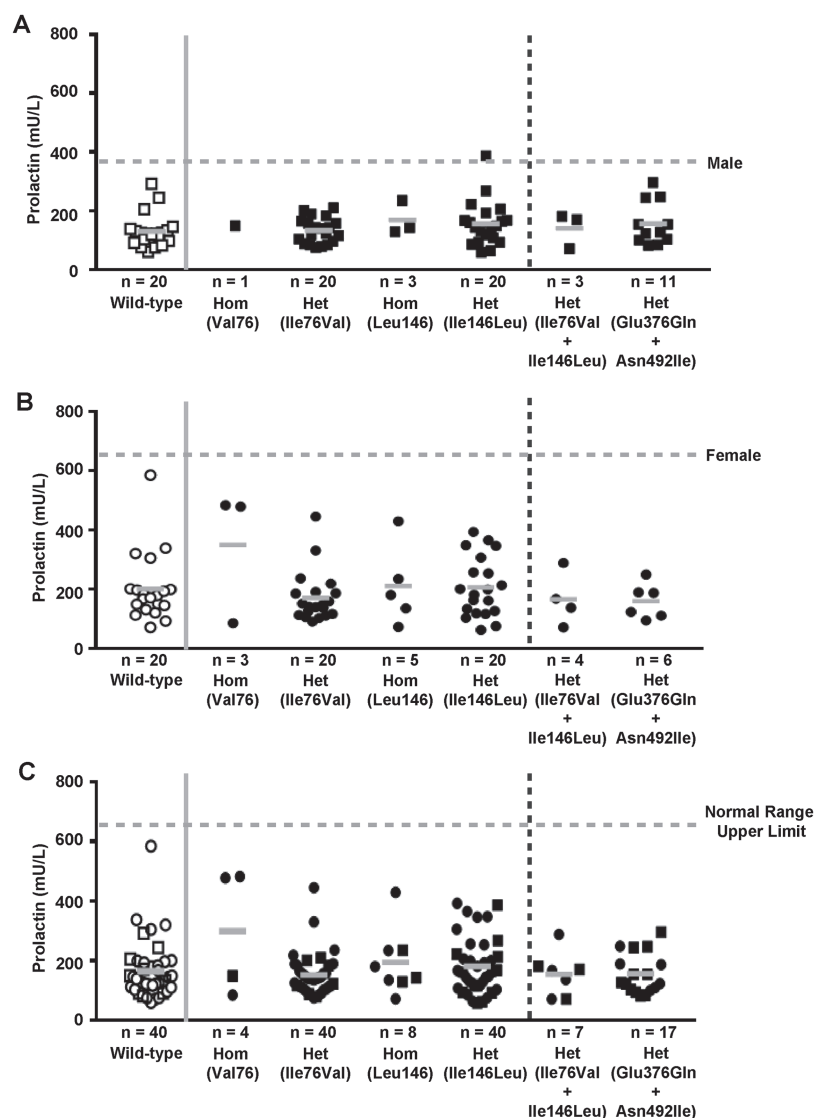 A
800
600
400
200
0
Prolactin (mU/L)
Male
n = 20 n = 1 n = 20 n = 3 n = 20 n = 3 n = 11
Wild-type Hom Het Hom Het Het Het
(Val76) (Ile76Val) (Leu146) (Ile146Leu) (Ile76Val (Glu376Gln
+ +
Ile146Leu) Asn492Ile)
B
800
600
400
200
0
Prolactin (mU/L)
Female
n = 20 n = 3 n = 20 n = 5 n = 20 n = 4 n = 6
Wild-type Hom Het Hom Het Het Het
(Val76) (Ile76Val) (Leu146) (Ile146Leu) (Ile76Val (Glu376Gln
+ +
Ile146Leu) Asn492Ile)
C
800
600
400
200
0
Prolactin (mU/L)
Normal Range
Upper Limit
n = 40 n = 4 n = 40 n = 8 n = 40 n = 7 n = 17
Wild-type Hom Het Hom Het Het Het
(Val76) (Ile76Val) (Leu146) (Ile146Leu) (Ile76Val (Glu376Gln
+ +
Ile146Leu) Asn492Ile)